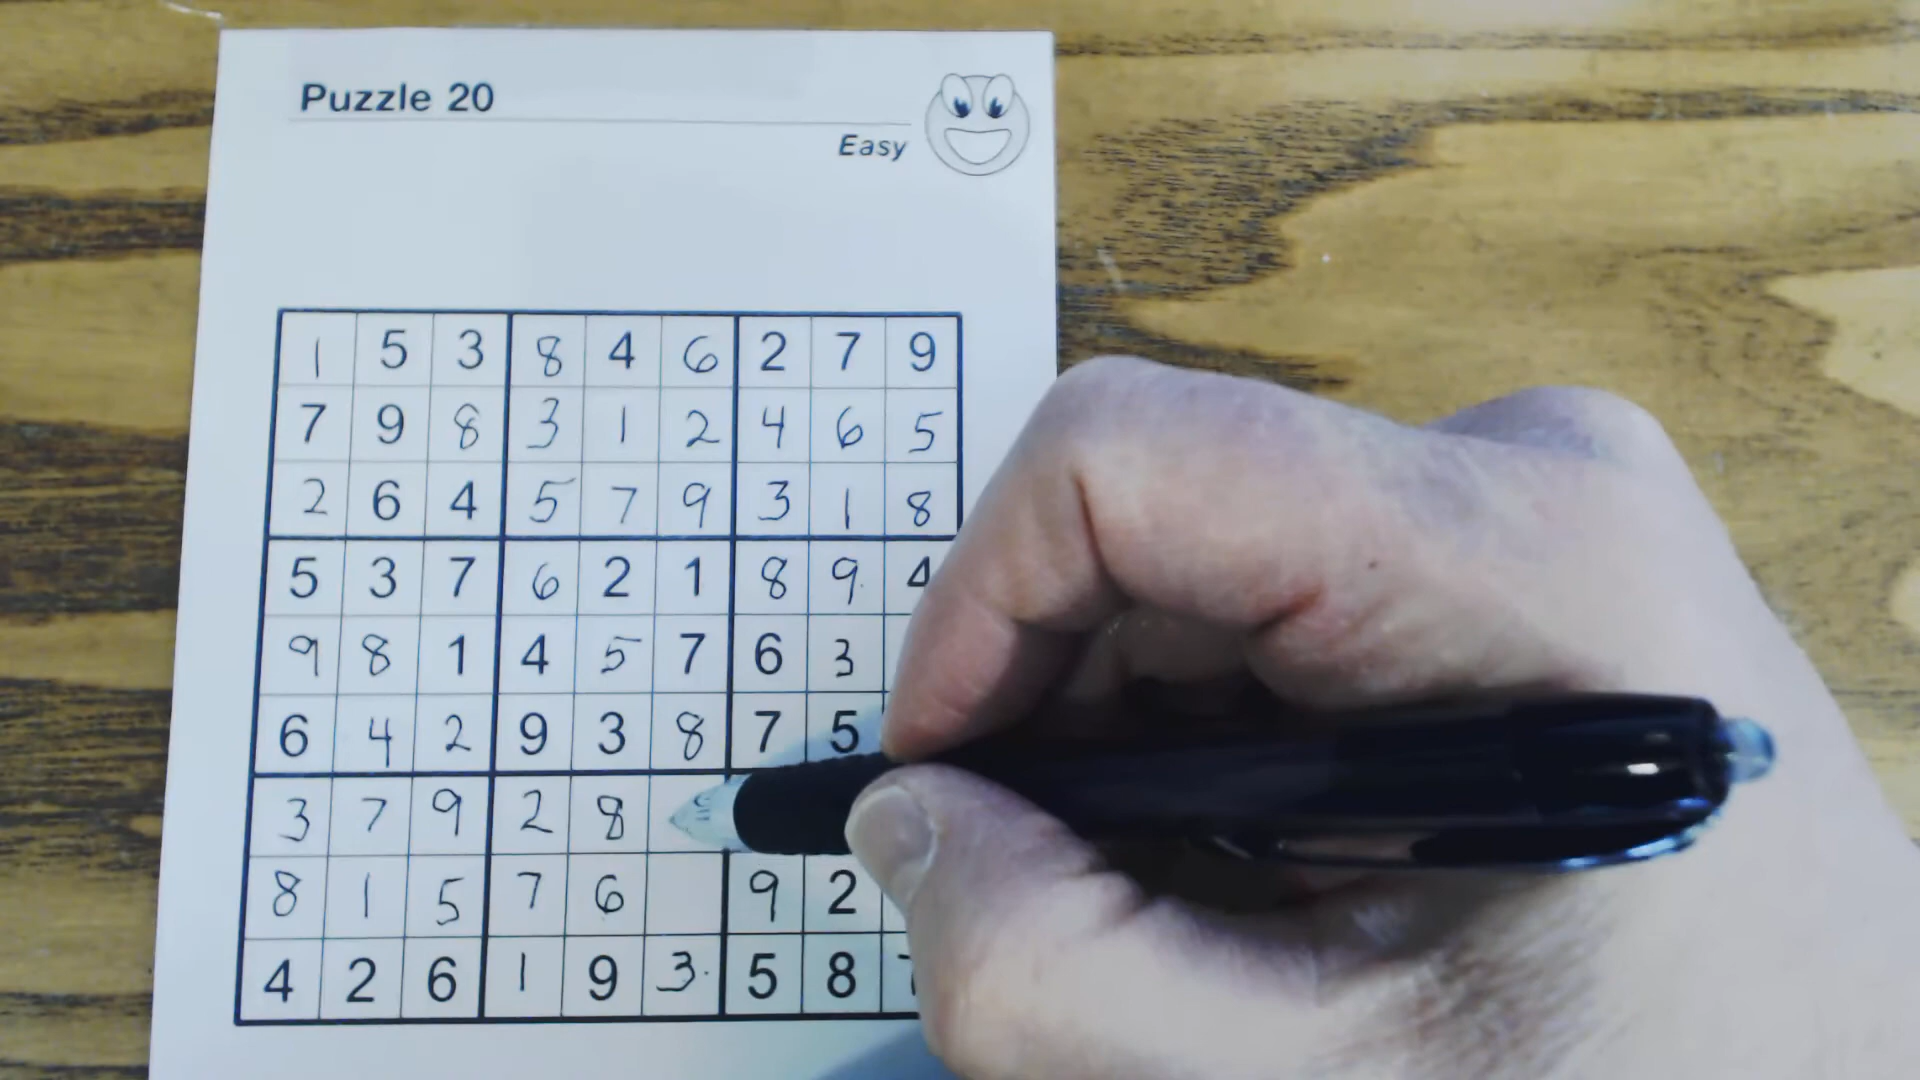 Puzzle 20
Easy
1 5 3 8 4 6 2 7 9
7 9 8 3 1 2 4 6 5
2 6 4 5 7 9 3 1 8
5 3 7 6 2 1 8 9 4
9 8 1 4 5 7 6 3
6 4 2 9 3 8 7 5
3 7 9 2 8
8 1 5 7 6 9 2
4 2 6 1 9 3 5 8